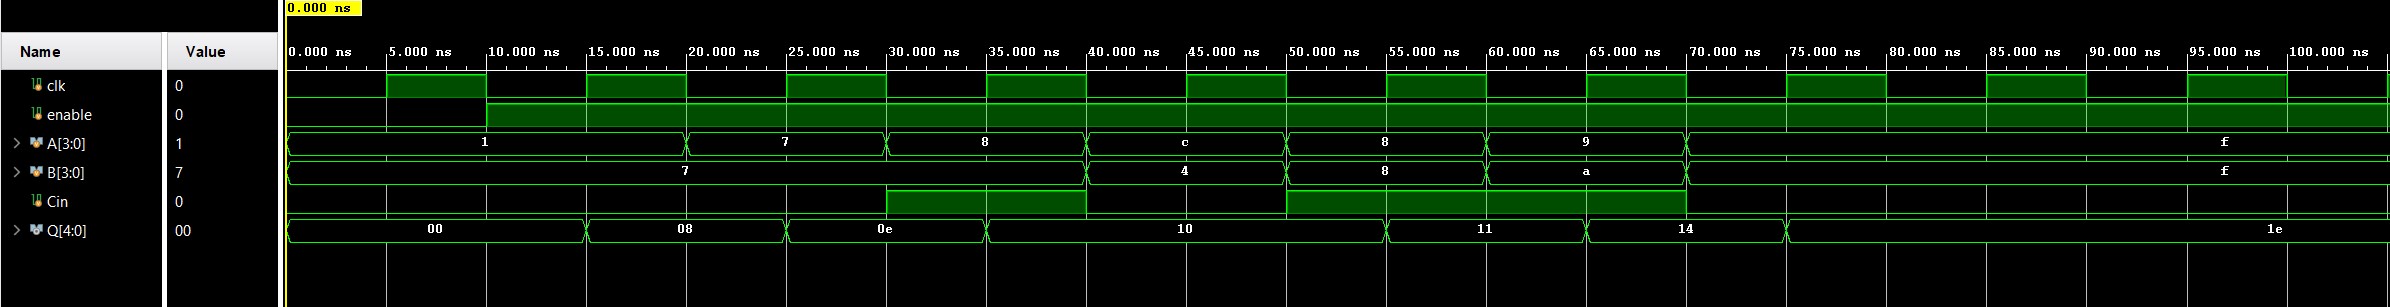 0.000 ns
Name Value
0.000 ns 5.000 ns 10.000 ns 15.000 ns 20.000 ns 25.000 ns 30.000 ns 35.000 ns 40.000 ns 45.000 ns 50.000 ns 55.000 ns 60.000 ns 65.000 ns 70.000 ns 75.000 ns 80.000 ns 85.000 ns 90.000 ns 95.000 ns 100.000 ns
clk 0
enable 0
A[3:0] 1 1 7 8 c 8 9 f
B[3:0] 7 7 4 8 a f
Cin 0
Q[4:0] 00 00 08 0e 10 11 14 1e